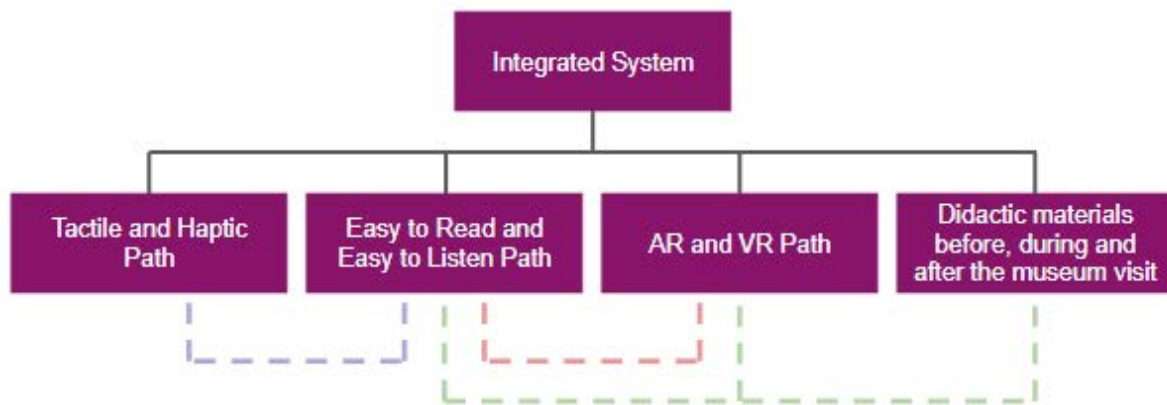 Integrated System
Tactile and Haptic
Path
Easy to Read and
Easy to Listen Path
AR and VR Path
Didactic materials
before, during and
after the museum visit